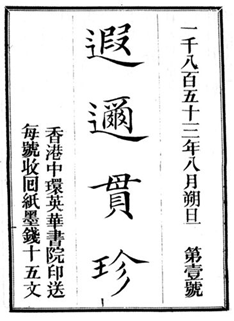 一千八百五十三年八月朔旦　第壹號
遐邇貫珍
香港中環英華書院印送
每號收回紙墨錢十五文